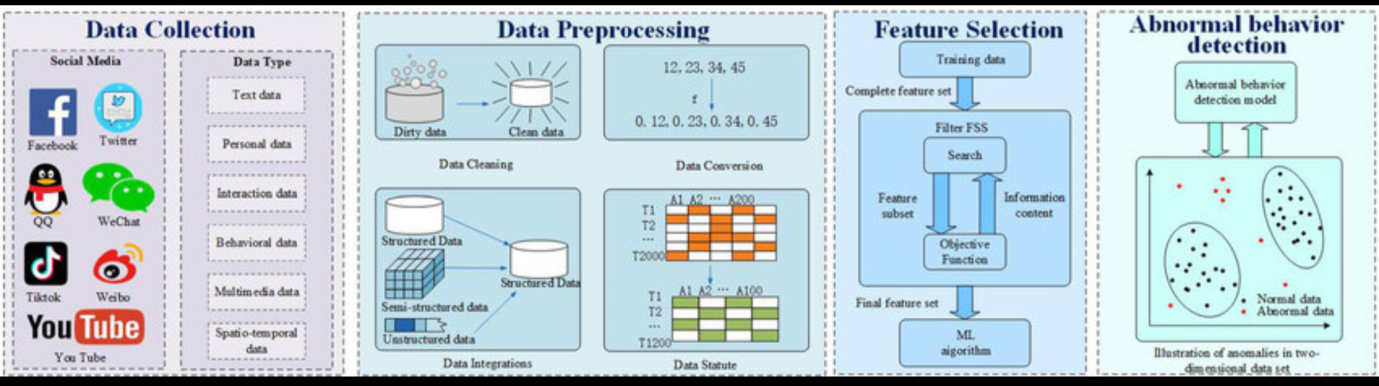 Data Collection
Social Media
Facebook
Twitter
QQ
WeChat
Tiktok
Weibo
You Tube
You Tube
Data Type
Text data
Personal data
Interaction data
Behavioral data
Multimedia data
Spatio-temporal
data
Data Preprocessing
Dirty data
Clean data
Data Cleaning
12, 23, 34, 45
f
0. 12, 0. 23, 0. 34, 0. 45
Data Conversion
Structured Data
Semi-structured data
Unstructured data
Structured Data
Data Integrations
A1 A2 ··· A200
T1
T2
...
T2000
A1 A2 ··· A100
T1
T2
...
T1200
Data Statute
Feature Selection
Training data
Complete feature set
Filter FSS
Search
Feature
subset
Information
content
Objective
Function
Final feature set
ML
algorithm
Abnormal behavior
detection
Abnormal behavior
detection model
Normal data
Abnormal data
Illustration of anomalies in two-
dimensional data set